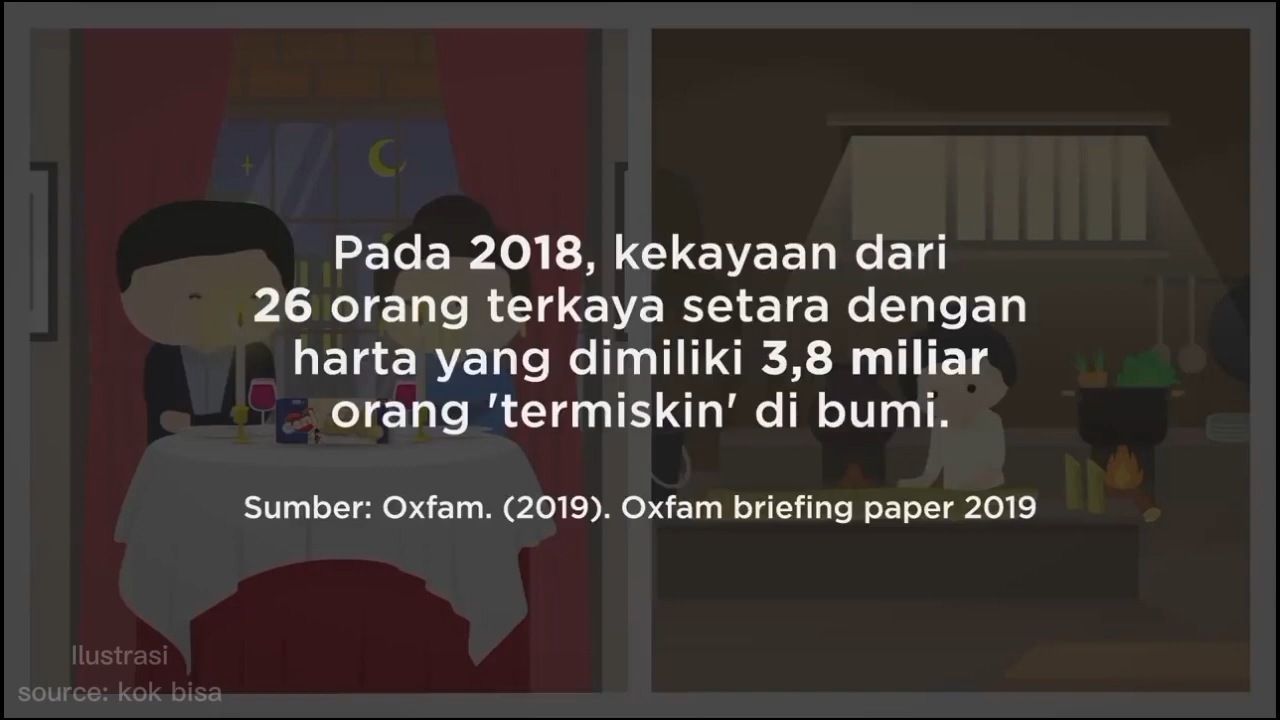 Pada 2018, kekayaan dari
26 orang terkaya setara dengan
harta yang dimiliki 3,8 miliar
orang 'termiskin' di bumi.
Sumber: Oxfam. (2019). Oxfam briefing paper 2019
Ilustrasi
source: kok bisa